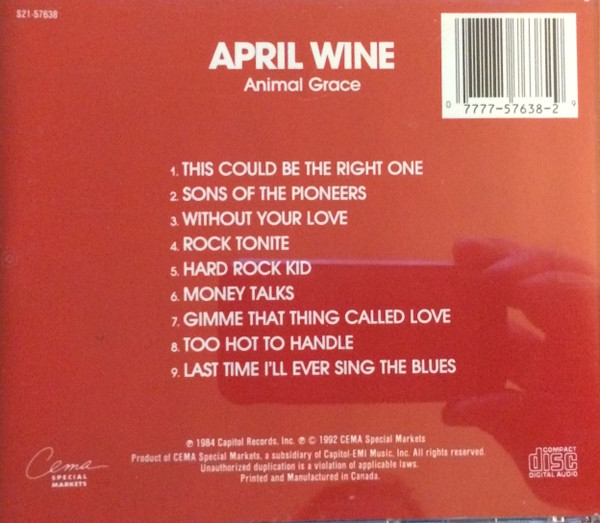 S21-57638
APRIL WINE
Animal Grace
0 7777-57638-2 9
1. THIS COULD BE THE RIGHT ONE
2. SONS OF THE PIONEERS
3. WITHOUT YOUR LOVE
4. ROCK TONITE
5. HARD ROCK KID
6. MONEY TALKS
7. GIMME THAT THING CALLED LOVE
8. TOO HOT TO HANDLE
9. LAST TIME I'LL EVER SING THE BLUES
℗ 1984 Capitol Records, Inc. ℗ © 1992 CEMA Special Markets
Product of CEMA Special Markets, a subsidiary of Capitol-EMI Music, Inc. All rights reserved.
Unauthorized duplication is a violation of applicable laws.
Printed and Manufactured in Canada.
Cema
SPECIAL
MARKETS
COMPACT
disc
DIGITAL AUDIO